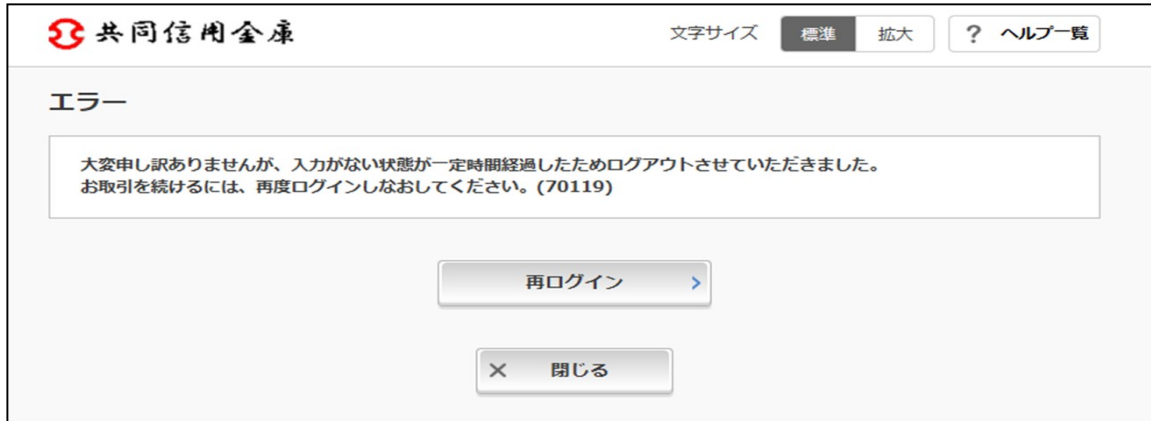 共同信用金庫
文字サイズ 標準 拡大 ? ヘルプ一覧
エラー
大変申し訳ありませんが、入力がない状態が一定時間経過したためログアウトさせていただきました。
お取引を続けるには、再度ログインしなおしてください。(70119)
再ログイン
× 閉じる